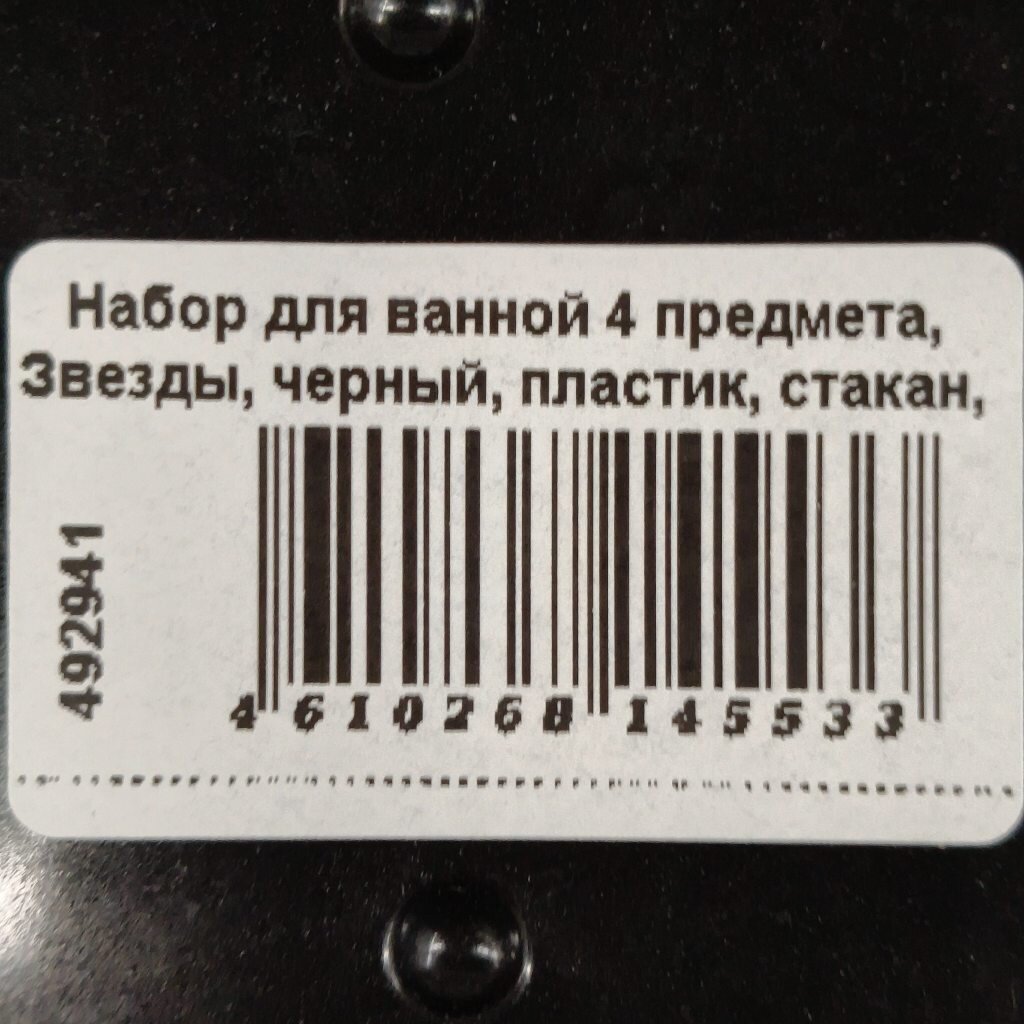 Набор для ванной 4 предмета,
Звезды, черный, пластик, стакан,
492941
4 610268 145533